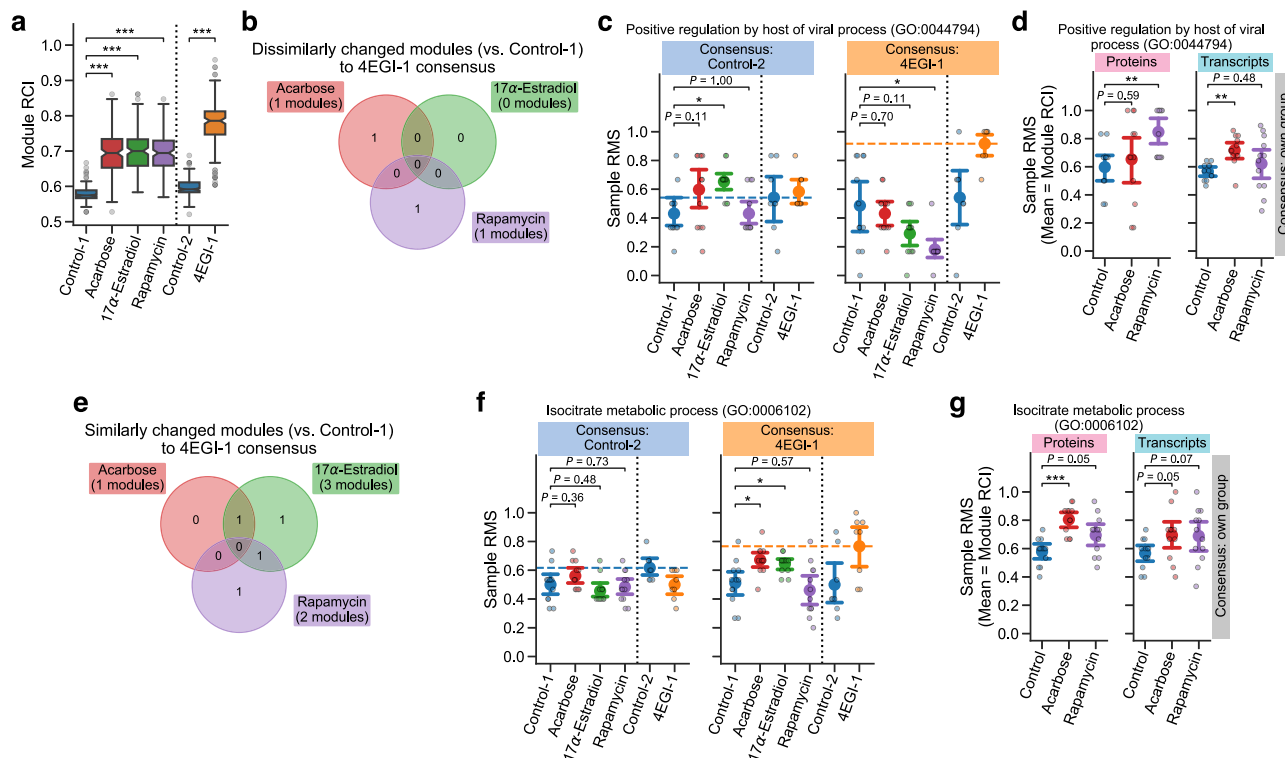 a
Module RCI
0.9
0.8
0.7
0.6
0.5
***
***
***
***
Control-1
Acarbose
17α-Estradiol
Rapamycin
Control-2
4EGI-1
b
Dissimilarly changed modules (vs. Control-1)
to 4EGI-1 consensus
Acarbose
(1 modules)
17α-Estradiol
(0 modules)
1
0
0
0
0
0
1
Rapamycin
(1 modules)
c
Positive regulation by host of viral process (GO:0044794)
Consensus:
Control-2
Consensus:
4EGI-1
Sample RMS
1.0
0.8
0.6
0.4
0.2
0.0
P = 1.00
*
P = 0.11
*
P = 0.11
P = 0.70
Control-1
Acarbose
17α-Estradiol
Rapamycin
Control-2
4EGI-1
Control-1
Acarbose
17α-Estradiol
Rapamycin
Control-2
4EGI-1
d
Positive regulation by host of viral
process (GO:0044794)
Proteins
Transcripts
Sample RMS
(Mean = Module RCI)
1.0
0.8
0.6
0.4
0.2
0.0
**
P = 0.59
P = 0.48
**
Control
Acarbose
Rapamycin
Control
Acarbose
Rapamycin
Consensus: own group
e
Similarly changed modules (vs. Control-1)
to 4EGI-1 consensus
Acarbose
(1 modules)
17α-Estradiol
(3 modules)
0
1
1
0
0
1
1
Rapamycin
(2 modules)
f
Isocitrate metabolic process (GO:0006102)
Consensus:
Control-2
Consensus:
4EGI-1
Sample RMS
1.0
0.8
0.6
0.4
0.2
0.0
P = 0.73
P = 0.48
P = 0.36
P = 0.57
*
*
Control-1
Acarbose
17α-Estradiol
Rapamycin
Control-2
4EGI-1
Control-1
Acarbose
17α-Estradiol
Rapamycin
Control-2
4EGI-1
g
Isocitrate metabolic process
(GO:0006102)
Proteins
Transcripts
Sample RMS
(Mean = Module RCI)
1.0
0.8
0.6
0.4
0.2
0.0
P = 0.05
***
P = 0.07
P = 0.05
Control
Acarbose
Rapamycin
Control
Acarbose
Rapamycin
Consensus: own group